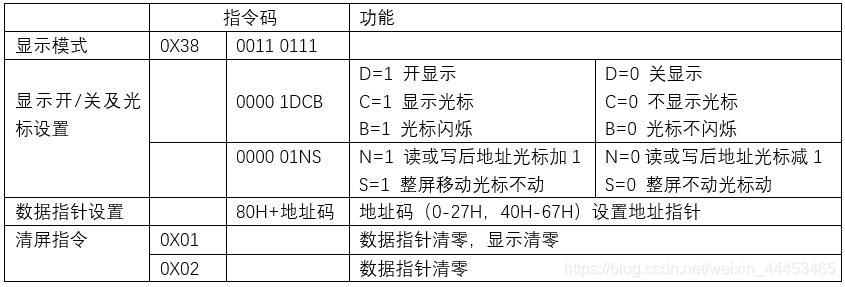 指令码 功能
显示模式 0X38 0011 0111
显示开/关及光标设置 0000 1DCB D=1 开显示 D=0 关显示
C=1 显示光标 C=0 不显示光标
B=1 光标闪烁 B=0 光标不闪烁
0000 01NS N=1 读或写后地址光标加1 N=0读或写后地址光标减1
S=1 整屏移动光标不动 S=0 整屏不动光标动
数据指针设置 80H+地址码 地址码（0-27H，40H-67H）设置地址指针
清屏指令 0X01 数据指针清零，显示清零
0X02 数据指针清零
https://blog.csdn.net/weixin_44453465